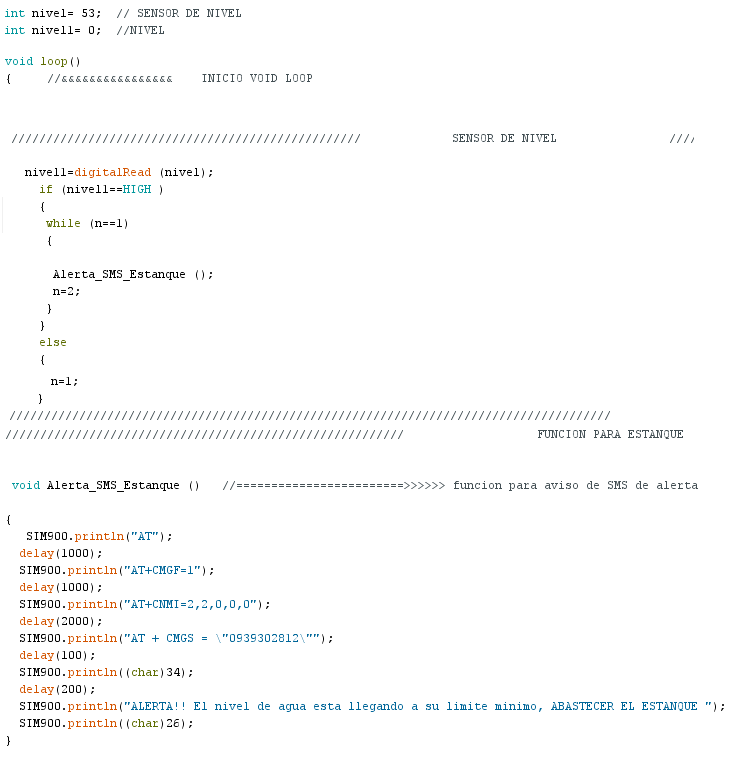 int nivel= 53;  // SENSOR DE NIVEL
int nivel1= 0;  //NIVEL
void loop()
{     //&&&&&&&&&&&&&&&&    INICIO VOID LOOP
//////////////////////////////////////////////////             SENSOR DE NIVEL                ////
nivel1=digitalRead (nivel);
if (nivel1==HIGH )
{
while (n==1)
{
Alerta_SMS_Estanque ();
n=2;
}
}
else
{
n=1;
}
//////////////////////////////////////////////////////////////////////////////////////
/////////////////////////////////////////////////////////                   FUNCION PARA ESTANQUE
void Alerta_SMS_Estanque ()   //========================>>>>>> funcion para aviso de SMS de alerta
{
SIM900.println("AT");
delay(1000);
SIM900.println("AT+CMGF=1");
delay(1000);
SIM900.println("AT+CNMI=2,2,0,0,0");
delay(2000);
SIM900.println("AT + CMGS = \"0939302812\"");
delay(100);
SIM900.println((char)34);
delay(200);
SIM900.println("ALERTA!! El nivel de agua esta llegando a su limite minimo, ABASTECER EL ESTANQUE ");
SIM900.println((char)26);
}